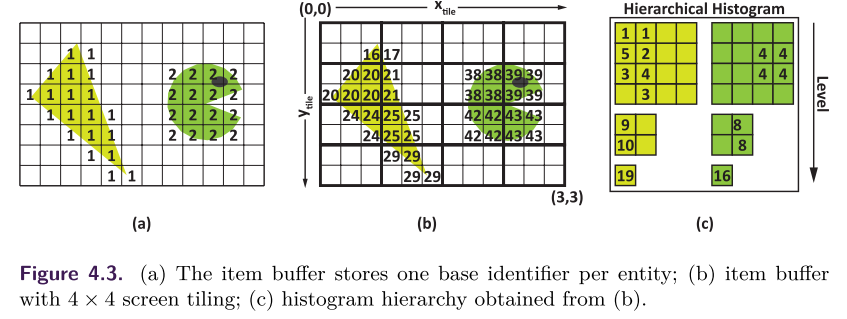 (0,0) x tile Hierarchical Histogram
1 1
1 1 1 2 2 2 2
1 1 1 1 2 2 2 2
1 1 1 1 2 2 2 2
1 1 1 2 2 2 2
1 1
1 1
(a)
y tile
16 17
20 20 21 38 38 39 39
20 20 20 21 38 38 39 39
24 24 25 25 42 42 43 43
24 25 25 42 42 43 43
29 29
29 29
(3,3)
(b)
1 1
5 2 4 4
3 4 4 4
3
9 8
10 8
19 16
Level
(c)
Figure 4.3. (a) The item buffer stores one base identifier per entity; (b) item buffer
with 4 × 4 screen tiling; (c) histogram hierarchy obtained from (b).